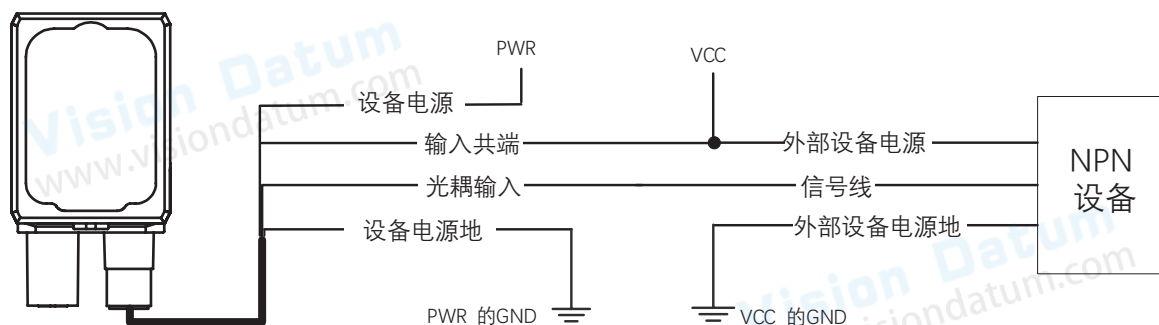 PWR
VCC
设备电源
输入共端
外部设备电源
光耦输入
信号线
NPN
设备
设备电源地
外部设备电源地
PWR 的GND
VCC 的GND
Vision Datum
www.visiondatum.com
Vision Datum
visiondatum.com